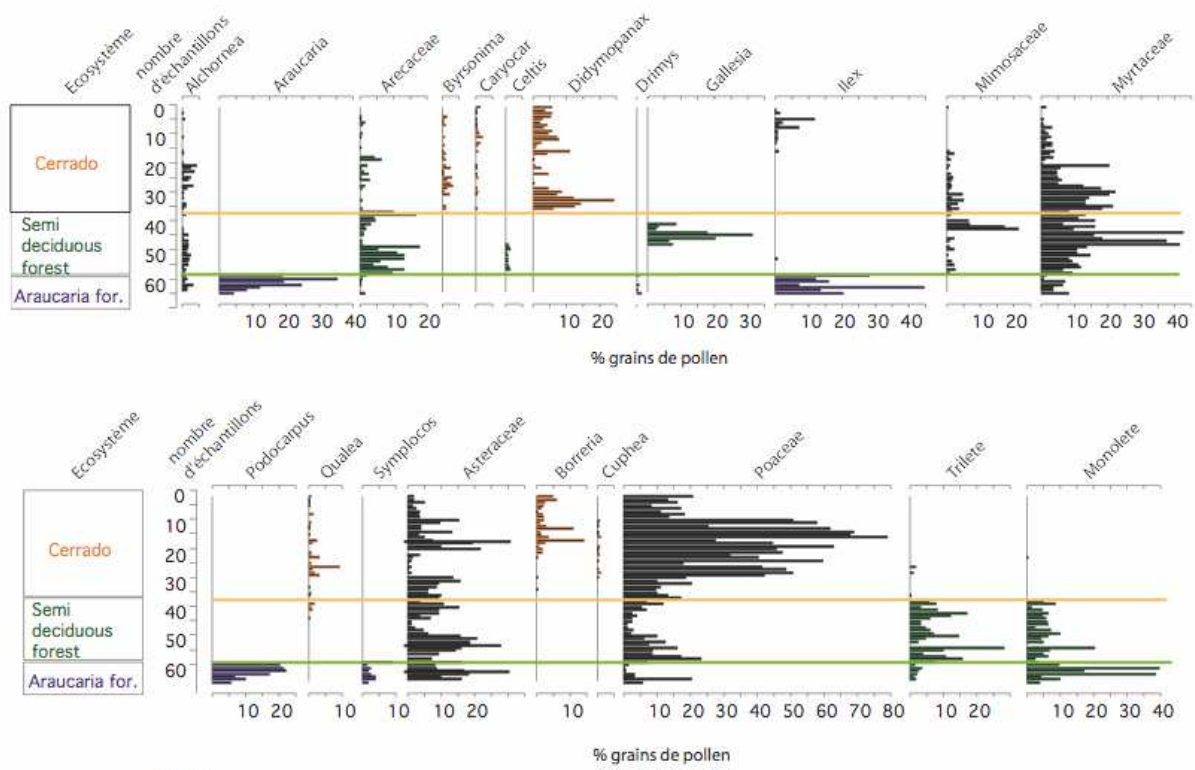 Ecosystème
nombre
d'échantillons
Alchornea
Araucaria
Arecaceae
Byrsonima
Caryocar
Celtis
Didymopanax
Drimys
Gallesia
Ilex
Mimosaceae
Myrtaceae
Cerrado
Semi
deciduous
forest
Araucaria for.
0
10
20
30
40
50
60
10 20 30 40 10 20 10 20 10 20 30 10 20 30 40 10 20 10 20 30 40
% grains de pollen
Ecosystème
nombre
d'échantillons
Podocarpus
Qualea
Symplocos
Asteraceae
Borreria
Cuphea
Poaceae
Trilete
Monolete
Cerrado
Semi
deciduous
forest
Araucaria for.
0
10
20
30
40
50
60
10 20 10 10 20 10 10 20 30 40 50 60 70 80 10 20 10 20 30 40
% grains de pollen